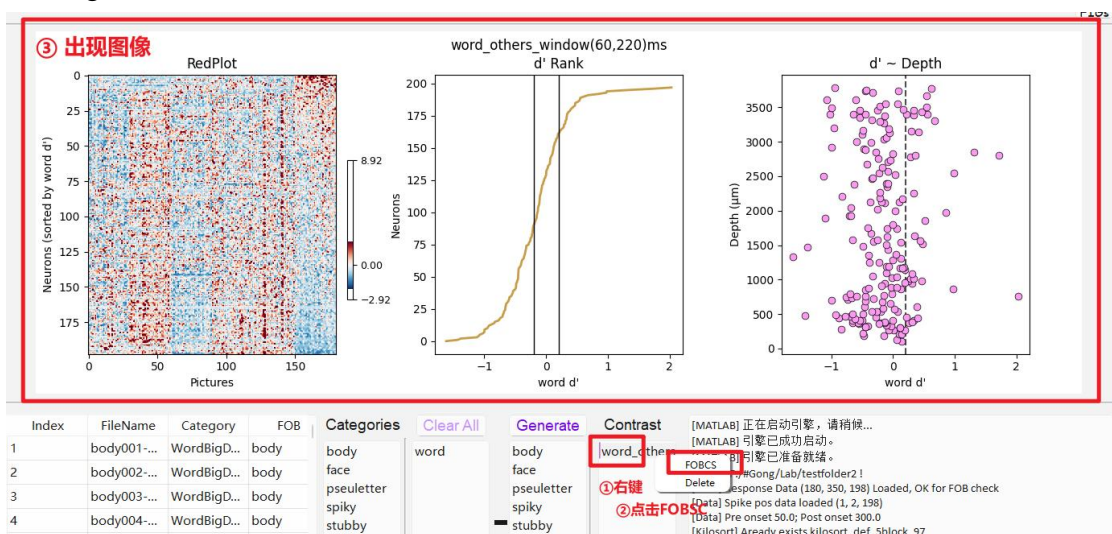 FIGs
③ 出现图像
word_others_window(60,220)ms
RedPlot
d' Rank
d' ~ Depth
0
25
50
75
100
125
150
175
Neurons (sorted by word d')
0
50
100
150
Pictures
8.92
0.00
−2.92
200
175
150
125
100
75
50
25
0
Neurons
−1
0
1
2
word d'
3500
3000
2500
2000
1500
1000
500
0
Depth (μm)
−1
0
1
2
word d'
Index FileName Category FOB
1 body001-... WordBigD... body
2 body002-... WordBigD... body
3 body003-... WordBigD... body
4 body004-... WordBigD... body
Categories
body
face
pseuletter
spiky
stubby
Clear All
word
Generate
body
face
pseuletter
spiky
stubby
Contrast
word_others
①右键
FOBCS
Delete
②点击FOBSC
[MATLAB] 正在启动引擎，请稍候...
[MATLAB] 引擎已成功启动。
引擎已准备就绪。
/#Gong/Lab/testfolder2 !
esponse Data (180, 350, 198) Loaded, OK for FOB check
[Data] Spike pos data loaded (1, 2, 198)
[Data] Pre onset 50.0; Post onset 300.0
[Kilosort] Aready exists kilosort_def_5block_97